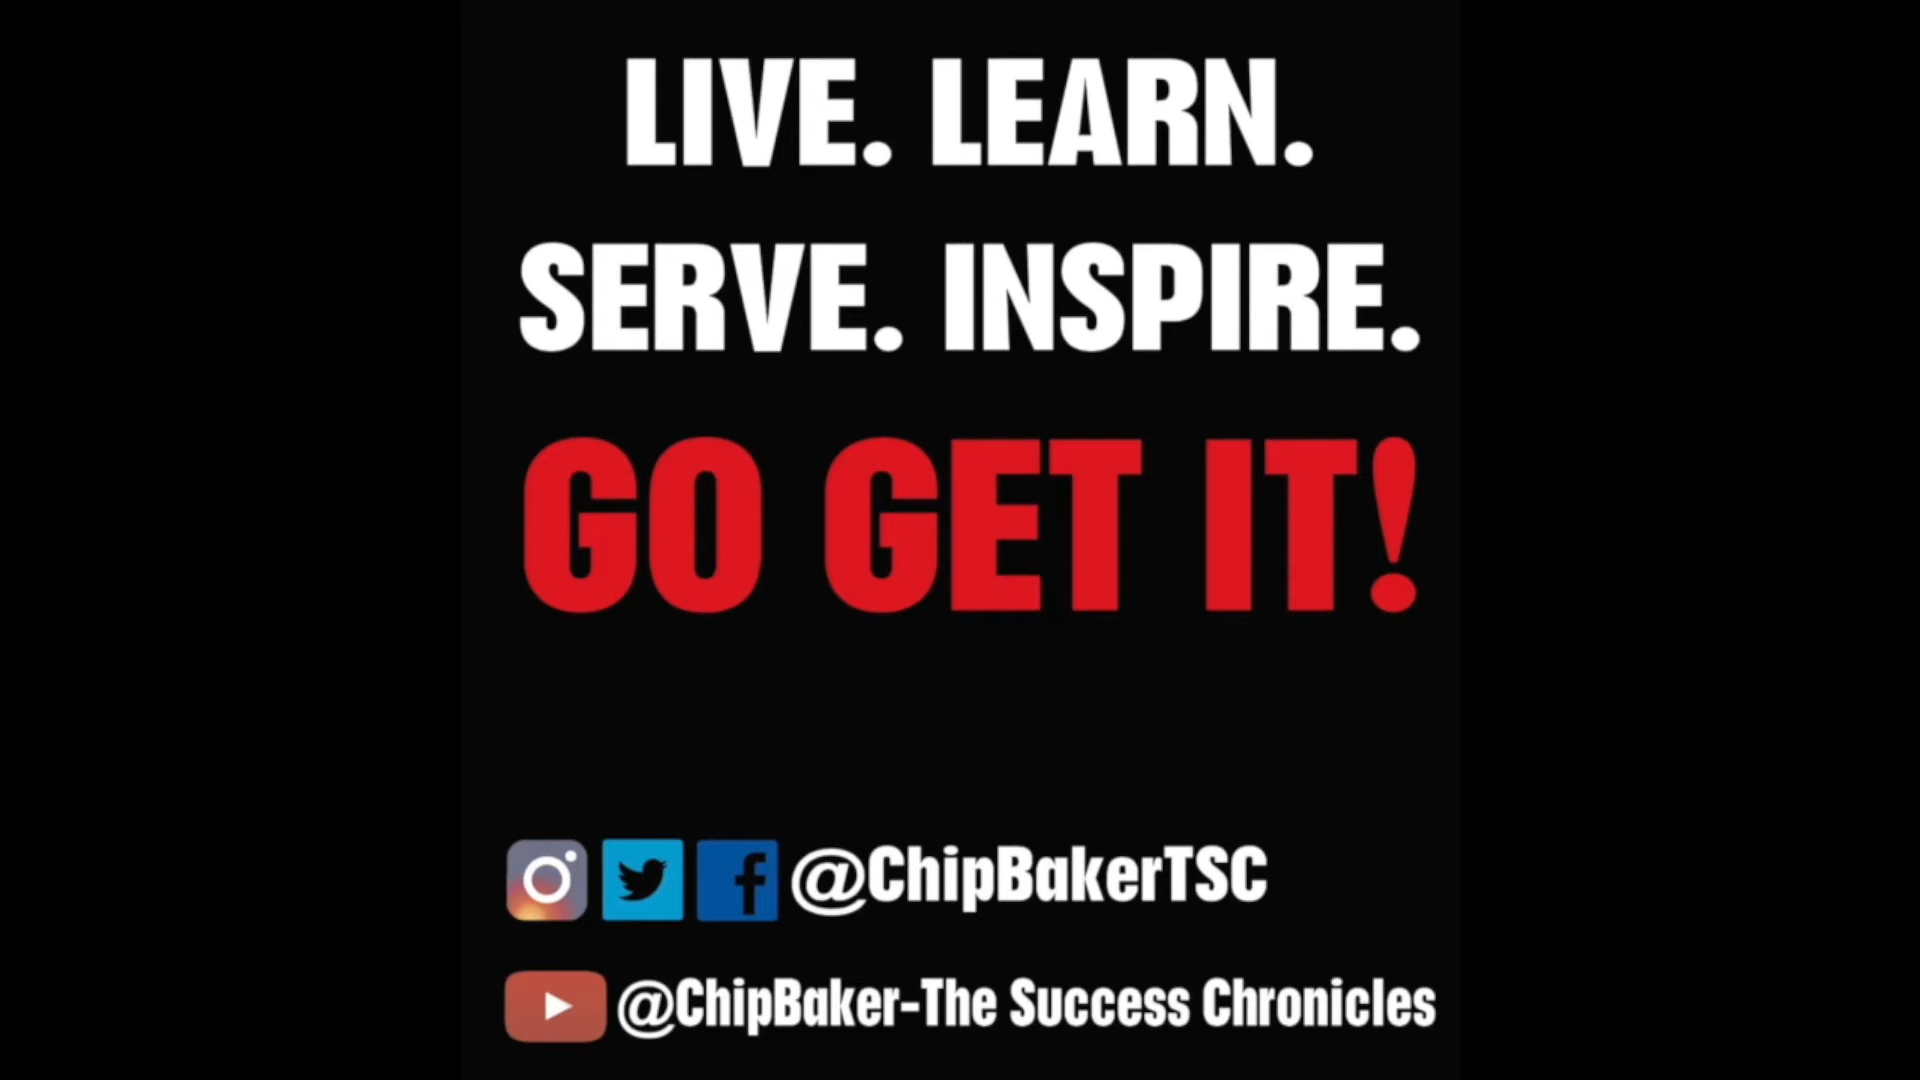 LIVE. LEARN.
SERVE. INSPIRE.
GO GET IT!
@ChipBakerTSC
@ChipBaker-The Success Chronicles